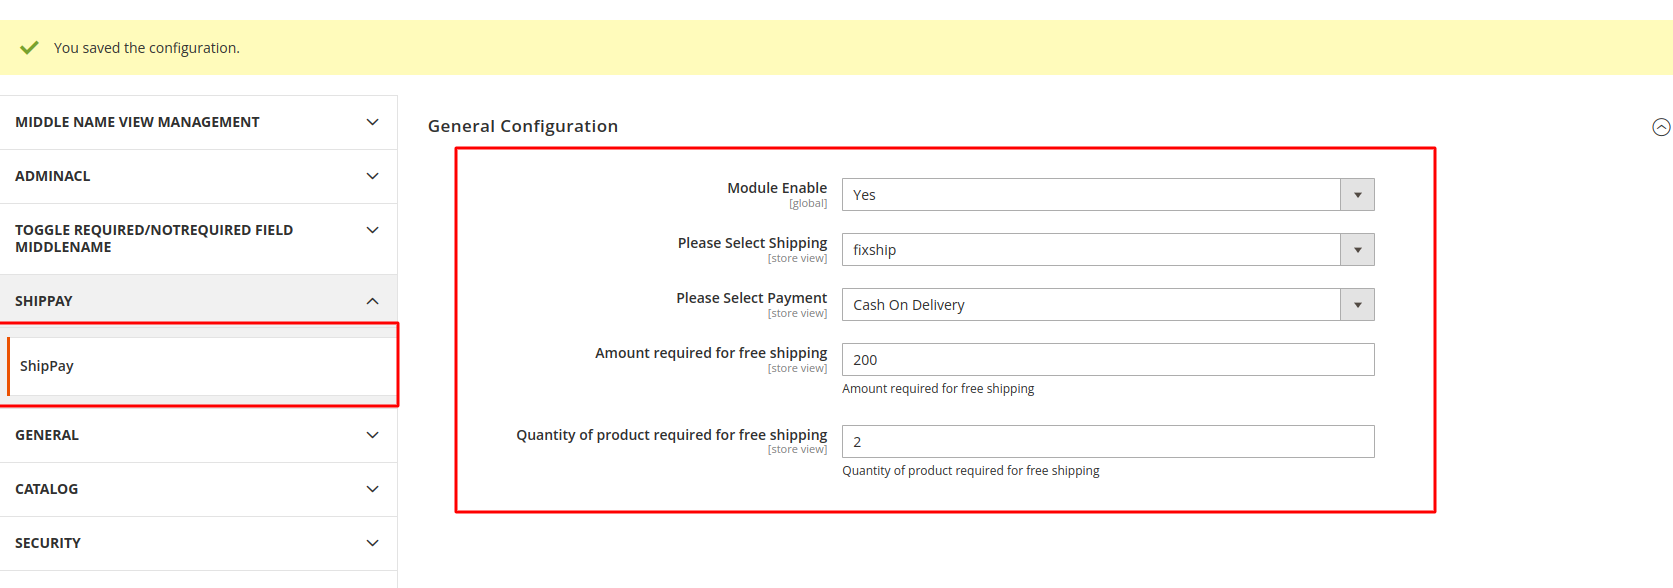 You saved the configuration.
MIDDLE NAME VIEW MANAGEMENT
ADMINACL
TOGGLE REQUIRED/NOTREQUIRED FIELD
MIDDLENAME
SHIPPAY
ShipPay
GENERAL
CATALOG
SECURITY
General Configuration
Module Enable
[global]
Yes
Please Select Shipping
[store view]
fixship
Please Select Payment
[store view]
Cash On Delivery
Amount required for free shipping
[store view]
200
Amount required for free shipping
Quantity of product required for free shipping
[store view]
2
Quantity of product required for free shipping